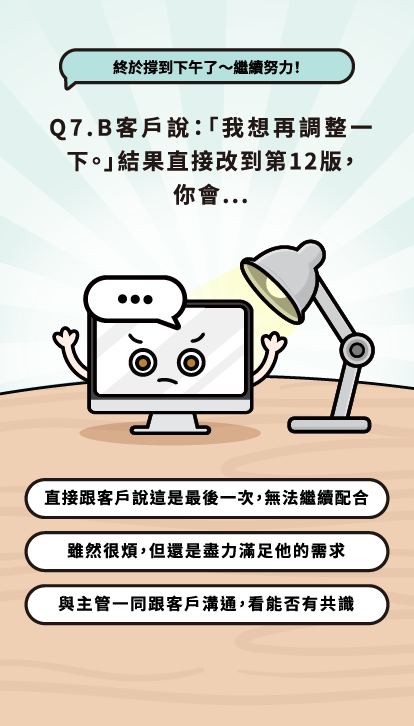 終於撐到下午了～繼續努力！
Q7.B客戶說：「我想再調整一
下。」結果直接改到第12版，
你會...
直接跟客戶說這是最後一次，無法繼續配合
雖然很煩，但還是盡力滿足他的需求
與主管一同跟客戶溝通，看能否有共識